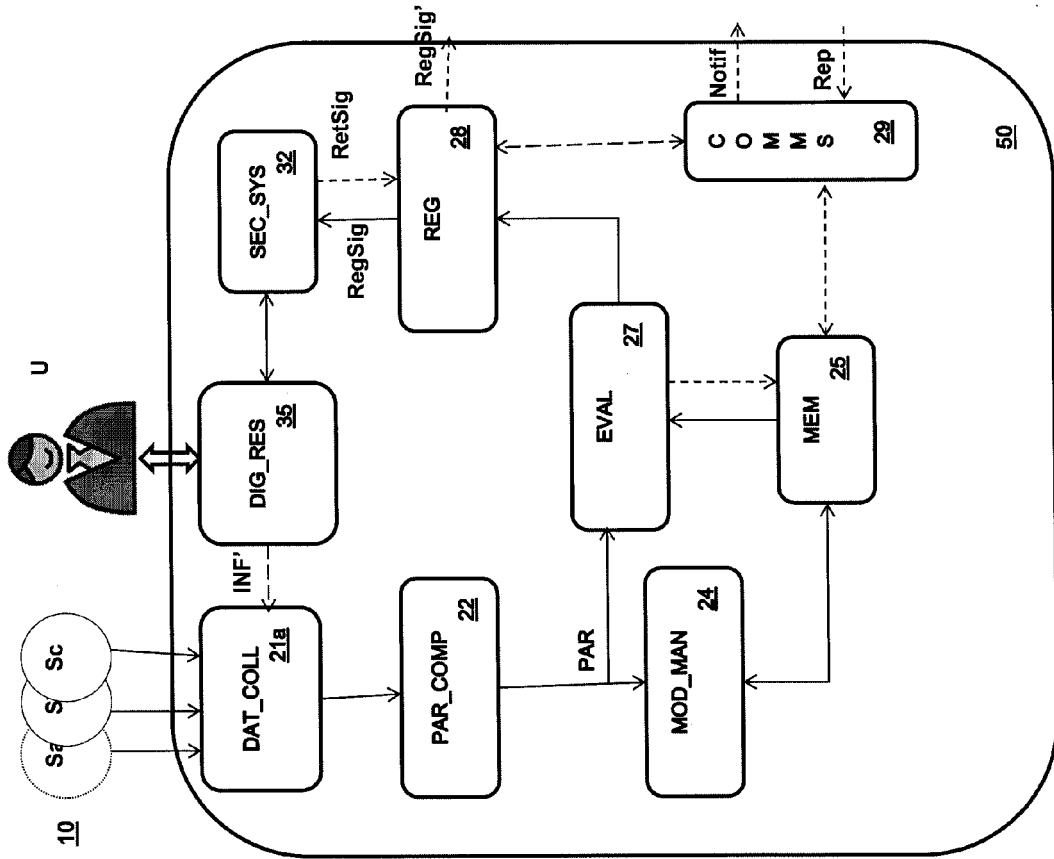 U
Sa
S
Sc
10
DAT_COLL
21a
INF'
DIG_RES
35
SEC_SYS
32
RegSig
RetSig
RegSig'
PAR_COMP
22
REG
28
PAR
EVAL
27
MOD_MAN
24
MEM
25
C
O
M
M
S
29
Notif
Rep
50